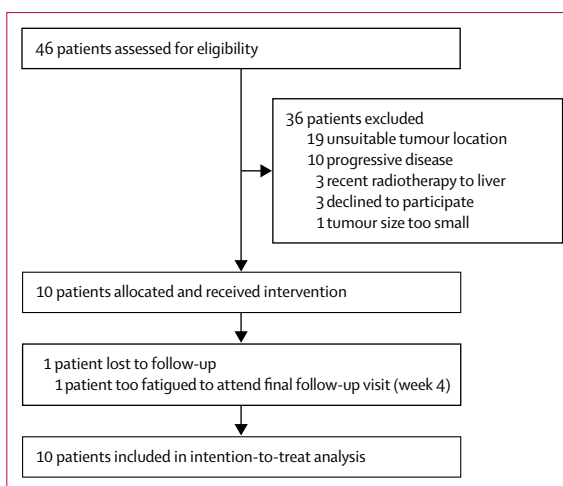 46 patients assessed for eligibility
36 patients excluded
19 unsuitable tumour location
10 progressive disease
3 recent radiotherapy to liver
3 declined to participate
1 tumour size too small
10 patients allocated and received intervention
1 patient lost to follow-up
1 patient too fatigued to attend final follow-up visit (week 4)
10 patients included in intention-to-treat analysis